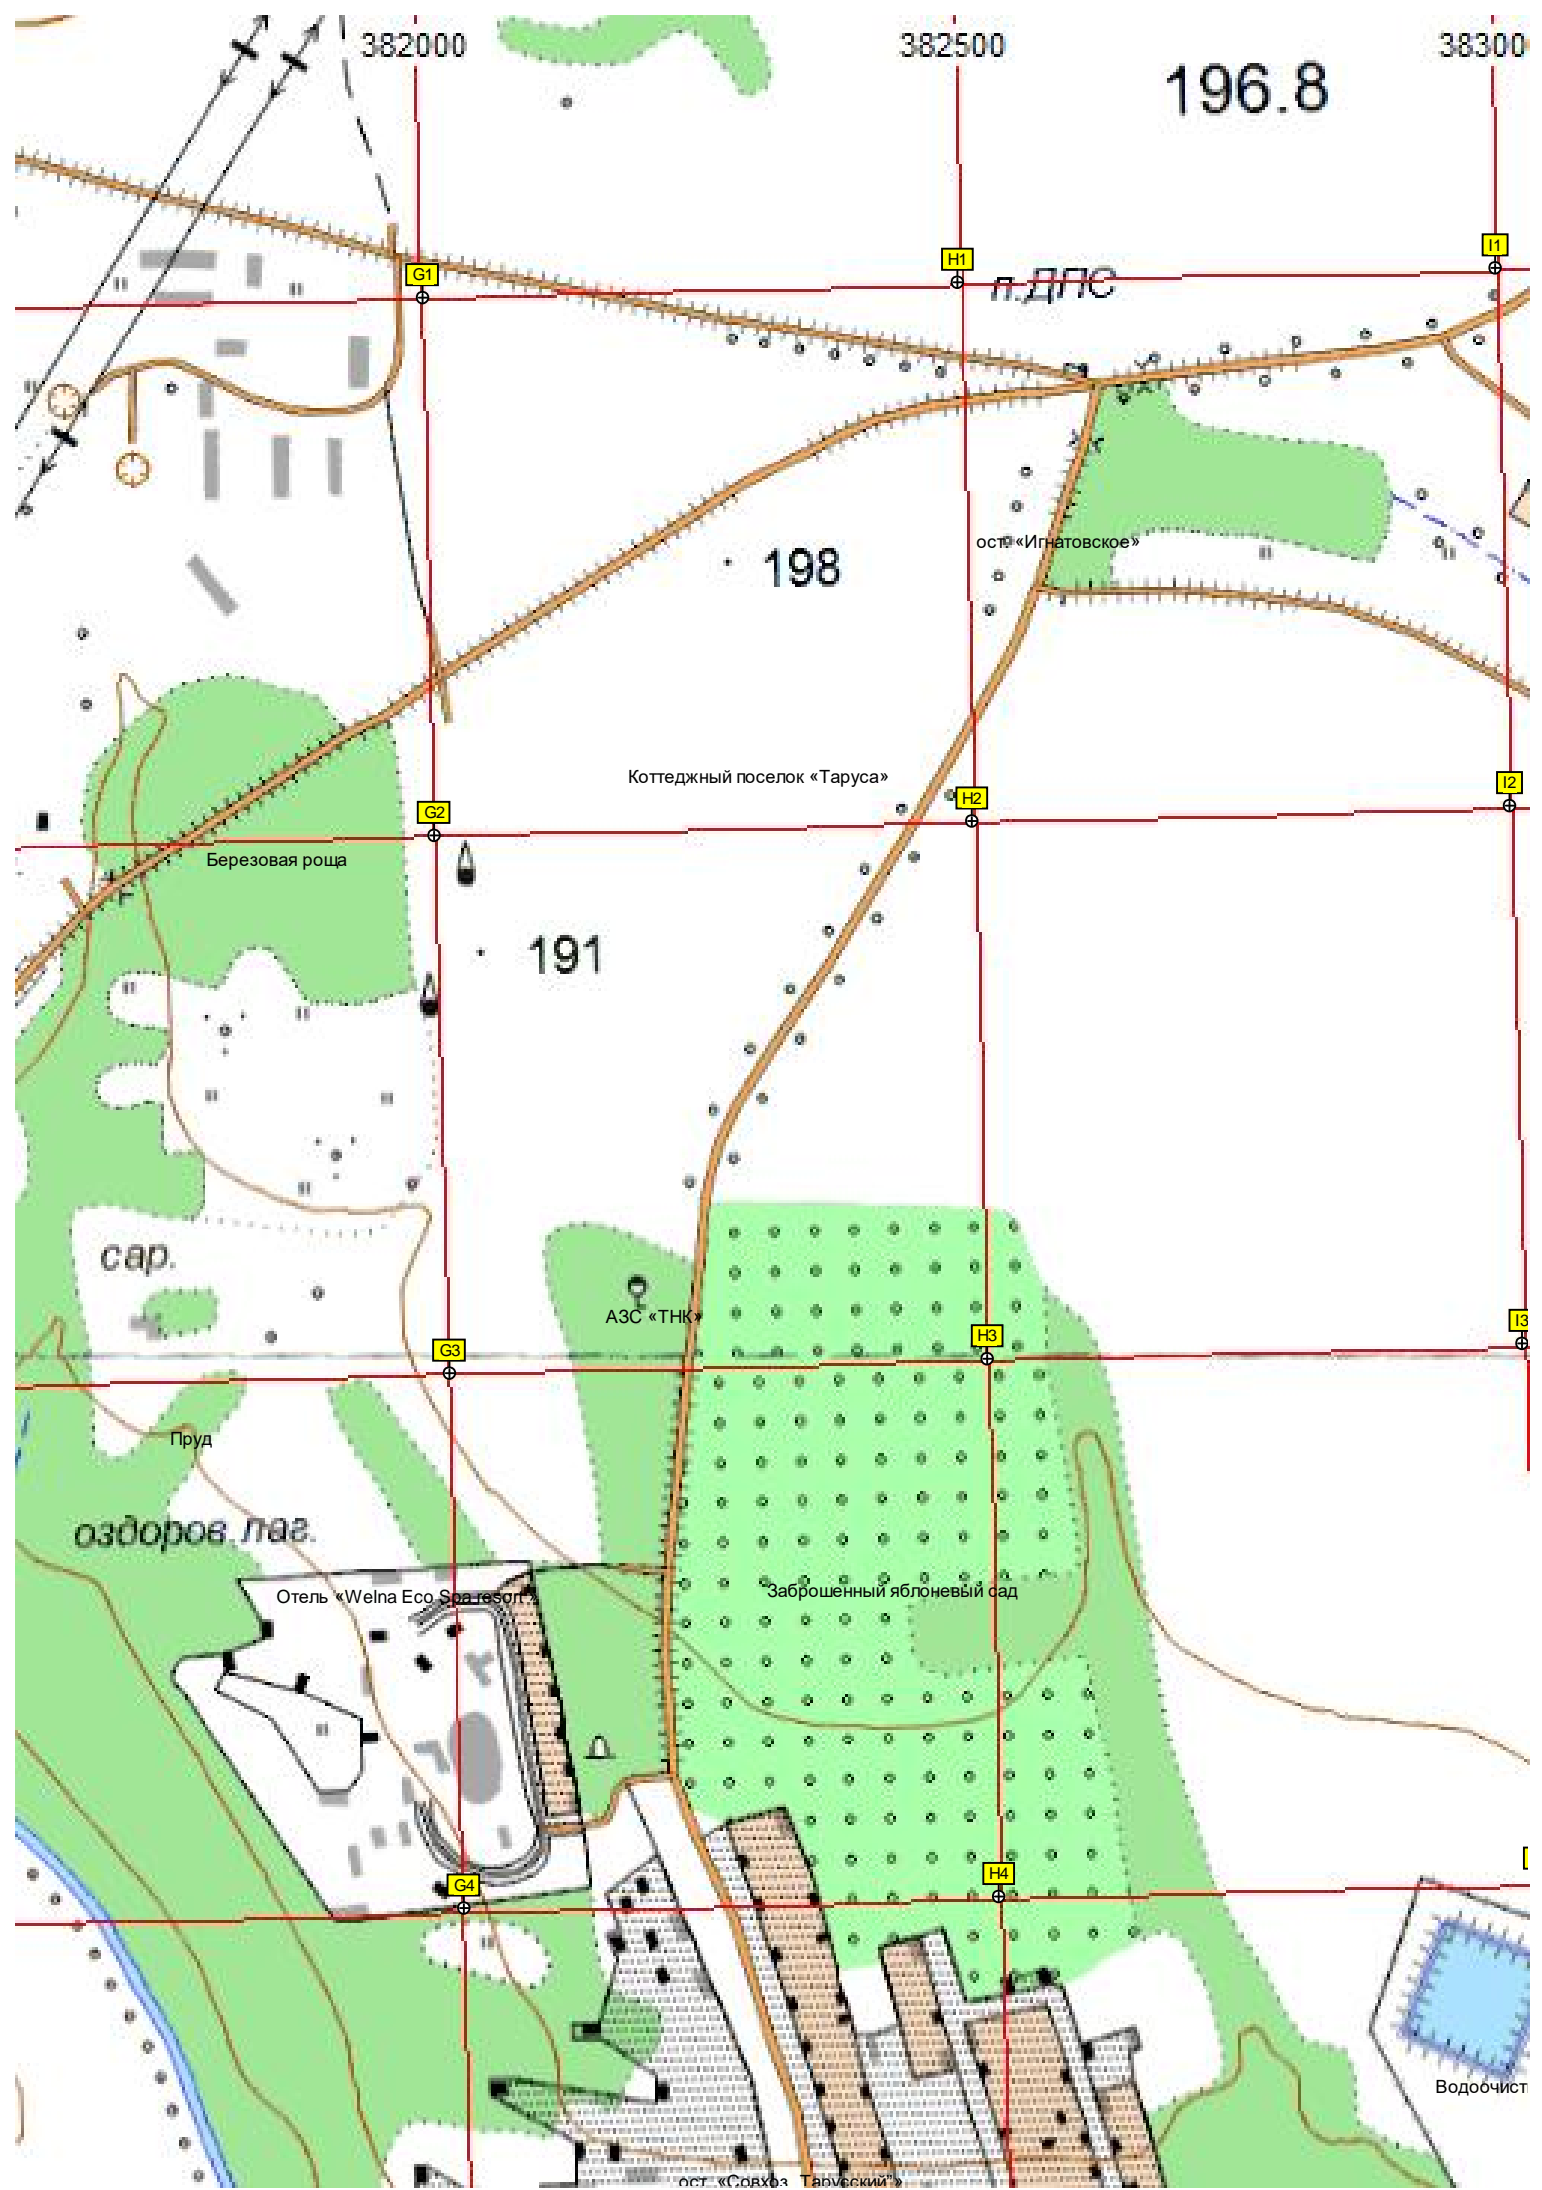 382000
382500
38300
196.8
I1
H1
G1
п.ДПС
ост. «Игнатовское»
198
Коттеджный поселок «Таруса»
I2
H2
G2
Березовая роща
191
сар.
АЗС «ТНК»
I3
H3
G3
Пруд
оздоров.лаг.
Отель «Welna Eco Spa resort»
Заброшенный яблоневый сад
H4
G4
Водоочист
ост. «Совхоз "Тарусский"»